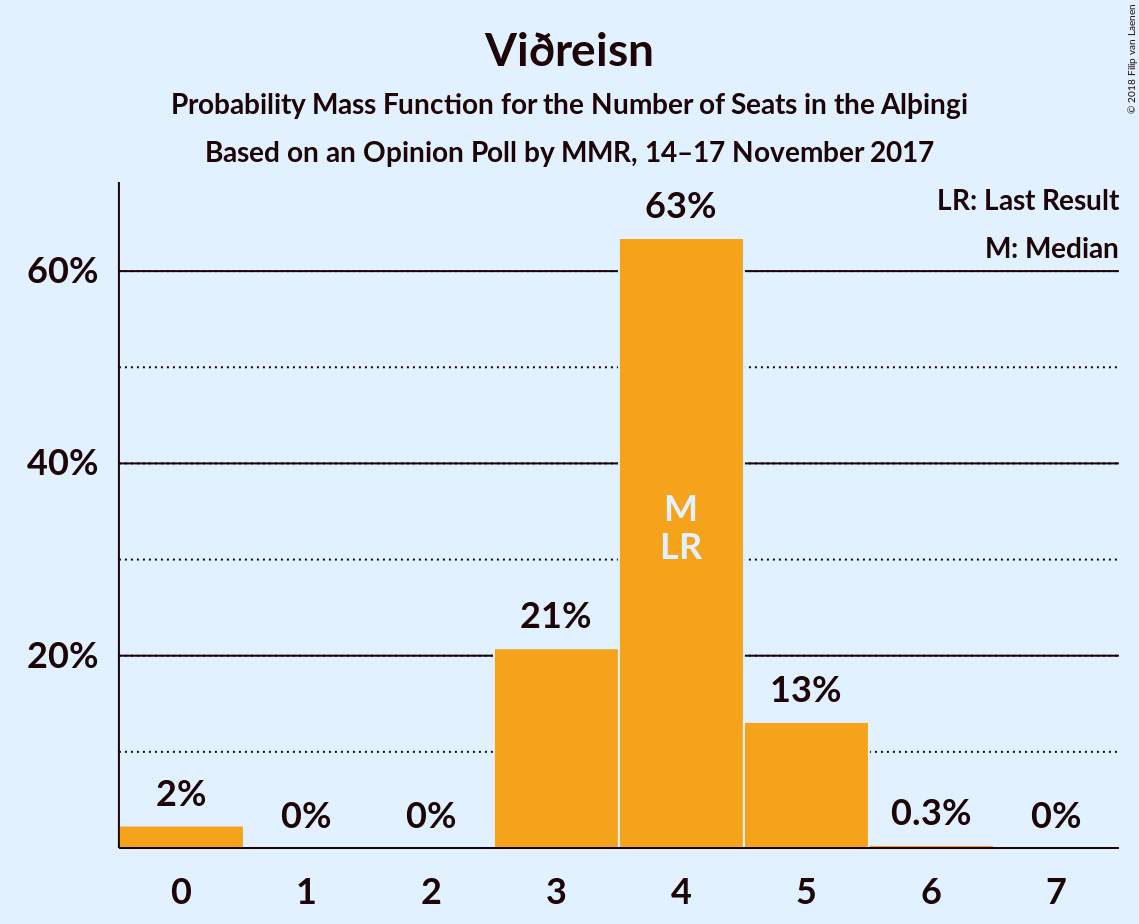 Viðreisn
Probability Mass Function for the Number of Seats in the Alþingi
Based on an Opinion Poll by MMR, 14–17 November 2017
© 2018 Filip van Laenen
LR: Last Result
M: Median
60%
40%
20%
2%
0%
0%
21%
63%
M
LR
13%
0.3%
0%
0 1 2 3 4 5 6 7